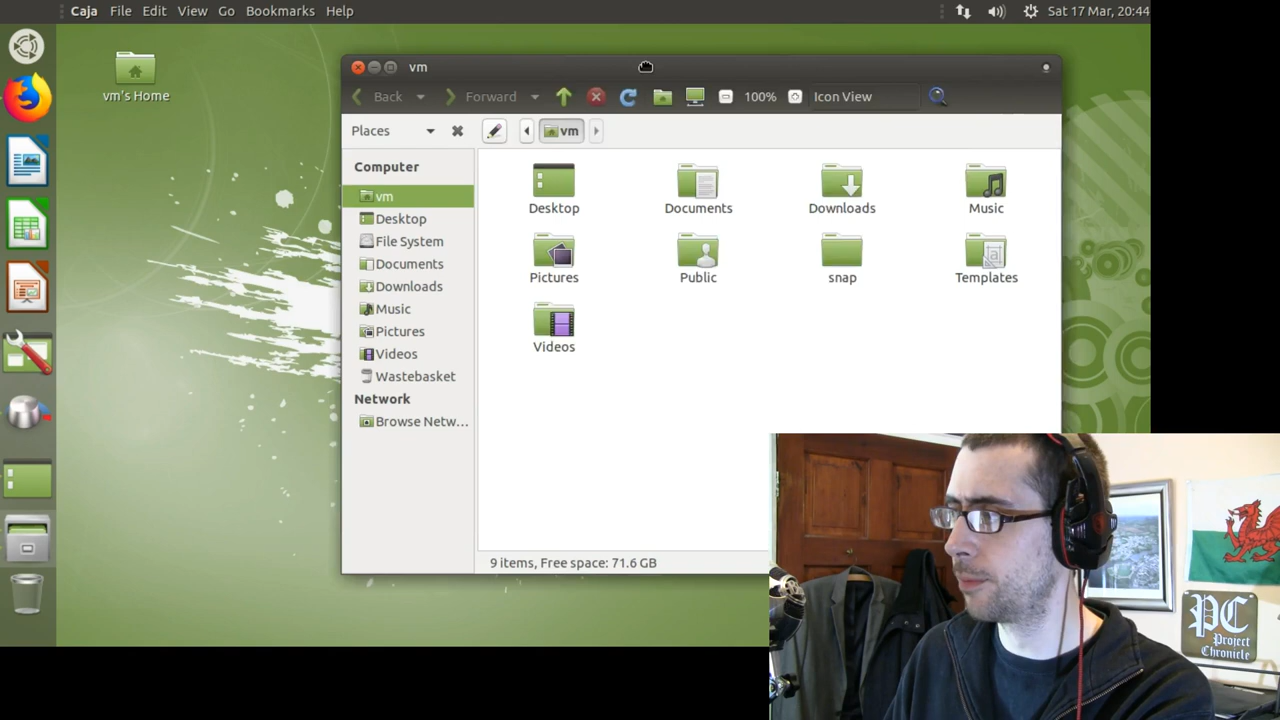 Caja File Edit View Go Bookmarks Help
Sat 17 Mar, 20:44
vm's Home
vm
Back Forward 100% Icon View
Places vm
Computer
vm
Desktop
File System
Documents
Downloads
Music
Pictures
Videos
Wastebasket
Network
Browse Netw...
Desktop Documents Downloads Music
Pictures Public snap Templates
Videos
9 items, Free space: 71.6 GB
PC
Project
Chronicle